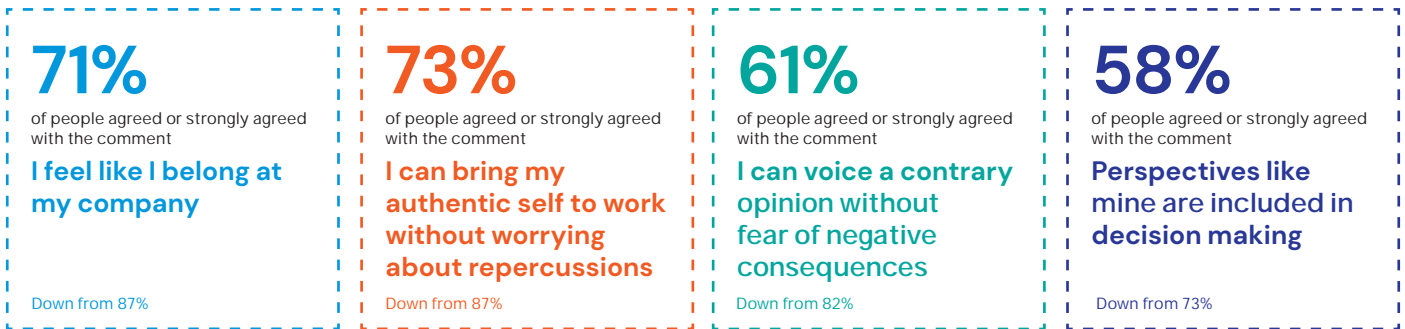 71%
of people agreed or strongly agreed
with the comment
I feel like I belong at
my company
Down from 87%
73%
of people agreed or strongly agreed
with the comment
I can bring my
authentic self to work
without worrying
about repercussions
Down from 87%
61%
of people agreed or strongly agreed
with the comment
I can voice a contrary
opinion without
fear of negative
consequences
Down from 82%
58%
of people agreed or strongly agreed
with the comment
Perspectives like
mine are included in
decision making
Down from 73%